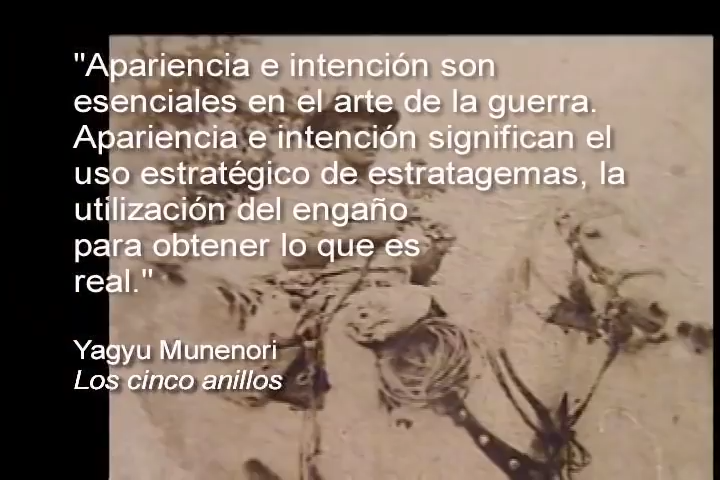 "Apariencia e intención son
esenciales en el arte de la guerra.
Apariencia e intención significan el
uso estratégico de estratagemas, la
utilización del engaño
para obtener lo que es
real."
Yagyu Munenori
Los cinco anillos